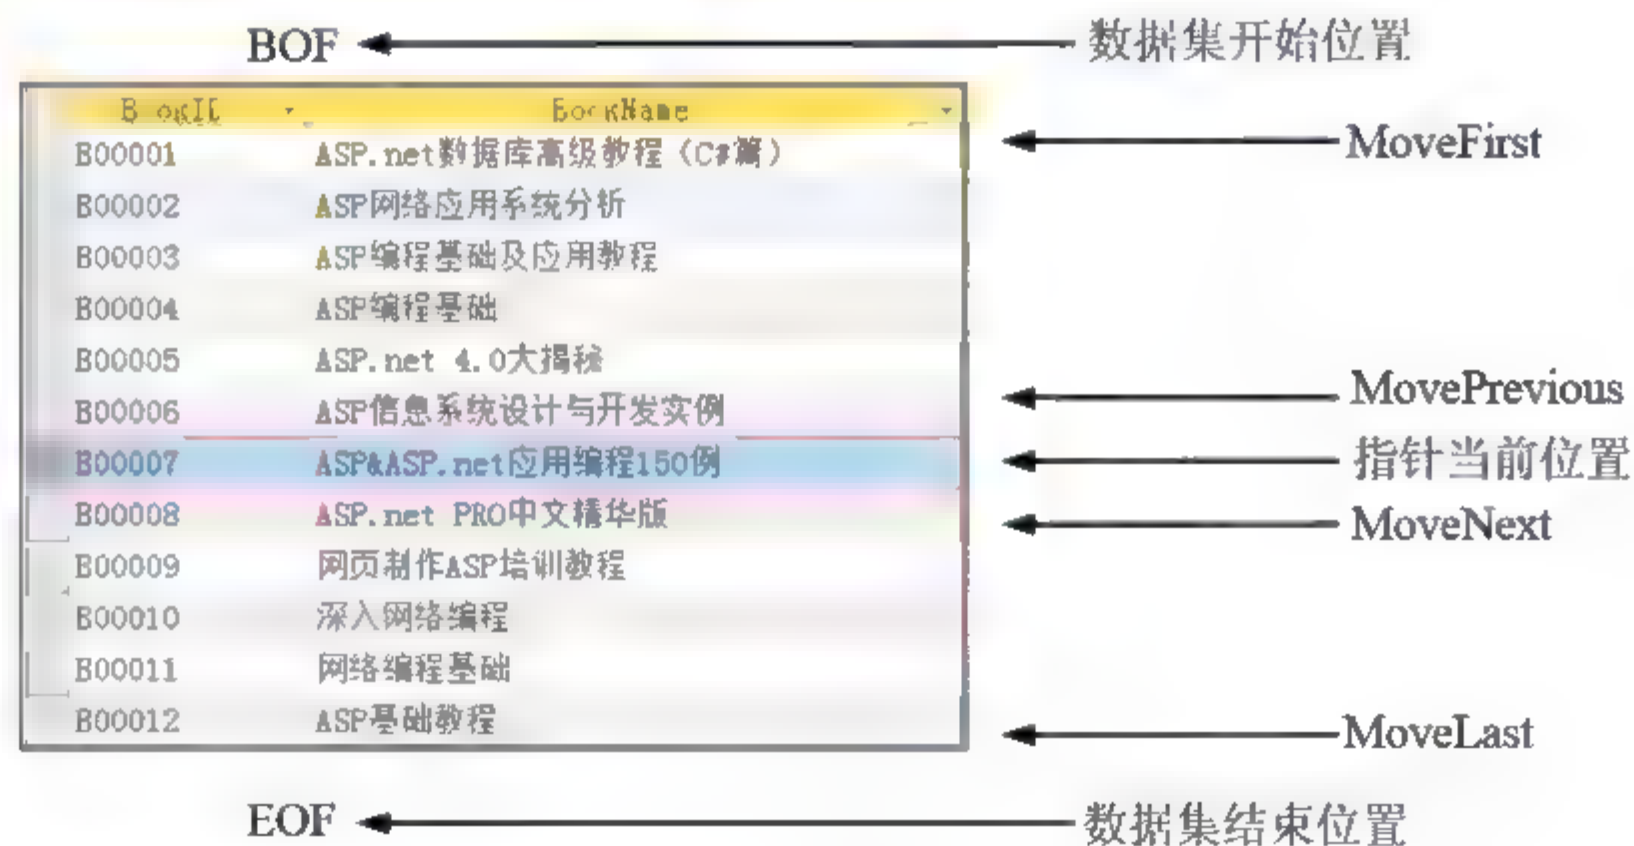 BOF 数据集开始位置
BookID BookName
B00001 ASP.net数据库高级教程（C#篇） MoveFirst
B00002 ASP网络应用系统分析
B00003 ASP编程基础及应用教程
B00004 ASP编程基础
B00005 ASP.net 4.0大揭秘
B00006 ASP信息系统设计与开发实例 MovePrevious
B00007 ASP&ASP.net应用编程150例 指针当前位置
B00008 ASP.net PRO中文精华版 MoveNext
B00009 网页制作ASP培训教程
B00010 深入网络编程
B00011 网络编程基础
B00012 ASP基础教程 MoveLast
EOF 数据集结束位置